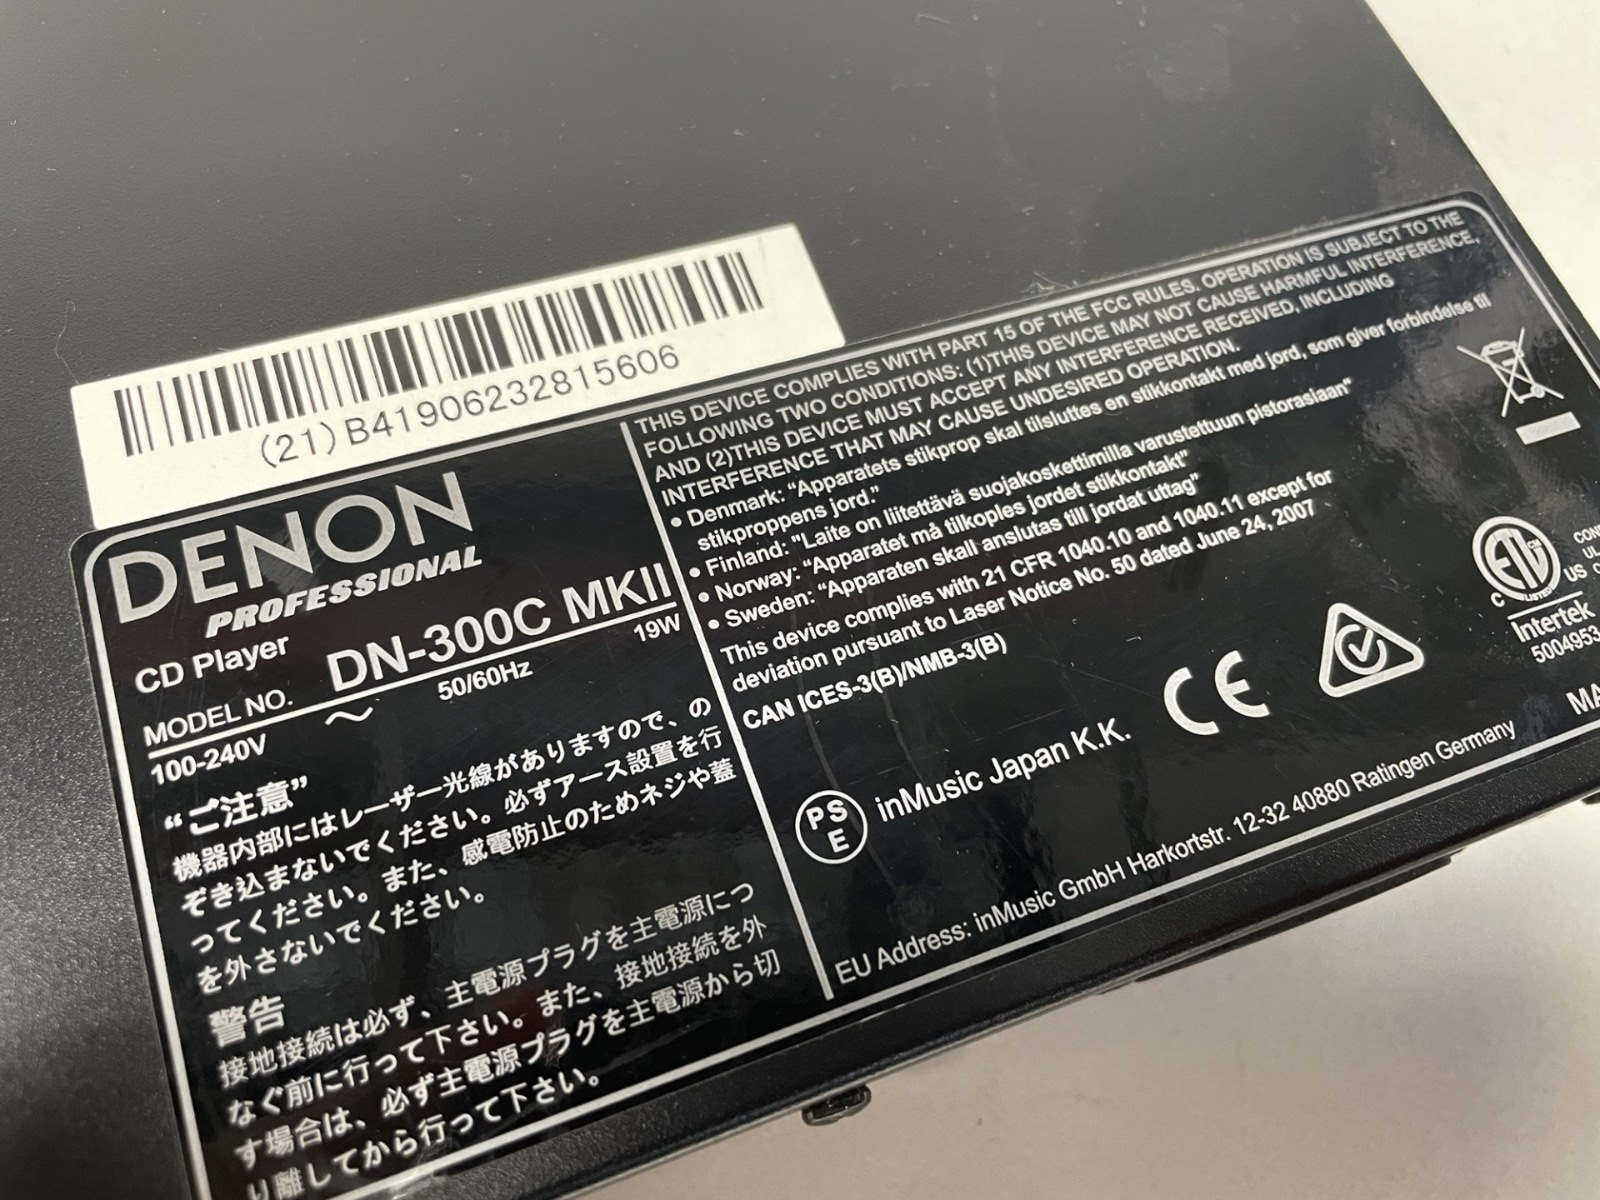 (21)B41906232815606
DENON
PROFESSIONAL
CD Player
MODEL NO. DN-300C MKII
100-240V ～ 50/60Hz 19W
“ご注意”
機器内部にはレーザー光線がありますので、の
ぞき込まないでください。必ずアース設置を行
ってください。また、感電防止のためネジや蓋
を外さないでください。
警告
接地接続は必ず、主電源プラグを主電源につ
なぐ前に行って下さい。また、接地接続を外
す場合は、必ず主電源プラグを主電源から切
り離してから行って下さい。
THIS DEVICE COMPLIES WITH PART 15 OF THE FCC RULES. OPERATION IS SUBJECT TO THE
FOLLOWING TWO CONDITIONS: (1)THIS DEVICE MAY NOT CAUSE HARMFUL INTERFERENCE,
AND (2)THIS DEVICE MUST ACCEPT ANY INTERFERENCE RECEIVED, INCLUDING
INTERFERENCE THAT MAY CAUSE UNDESIRED OPERATION.
• Denmark: “Apparatets stikprop skal tilsluttes en stikkontakt med jord, som giver forbindelse til
stikproppens jord.”
• Finland: "Laite on liitettävä suojakoskettimilla varustettuun pistorasiaan"
• Norway: “Apparatet må tilkoples jordet stikkontakt”
• Sweden: “Apparaten skall anslutas till jordat uttag”
This device complies with 21 CFR 1040.10 and 1040.11 except for
deviation pursuant to Laser Notice No. 50 dated June 24, 2007
CAN ICES-3(B)/NMB-3(B)
PS
E
inMusic Japan K.K.
CE
EU Address: inMusic GmbH Harkortstr. 12-32 40880 Ratingen Germany
ETL
LISTED
C US
Intertek